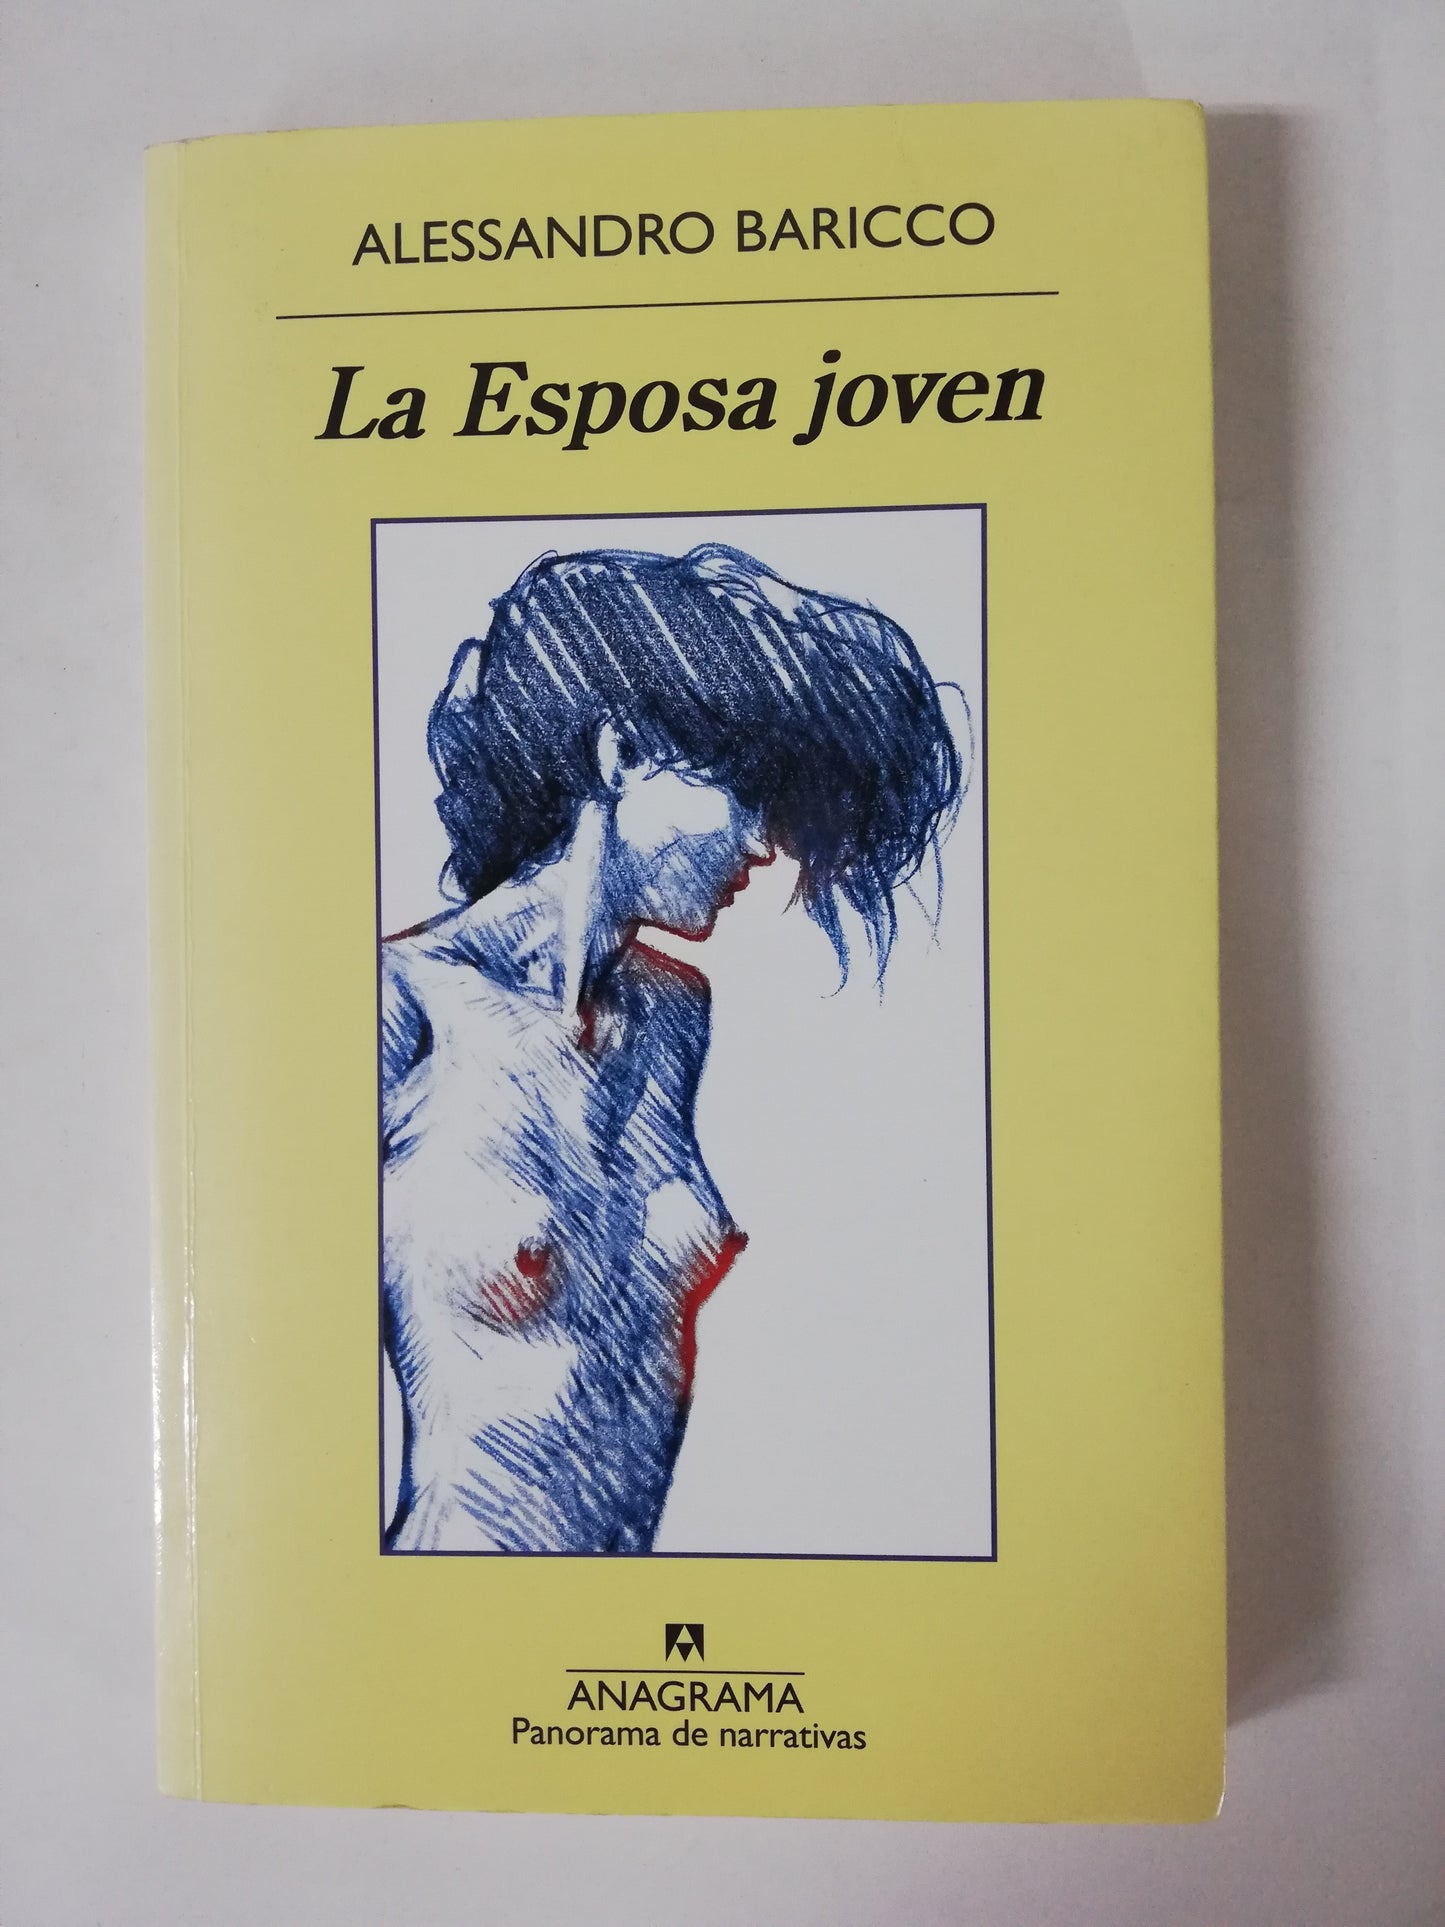 ALESSANDRO BARICCO
La Esposa joven
ANAGRAMA
Panorama de narrativas